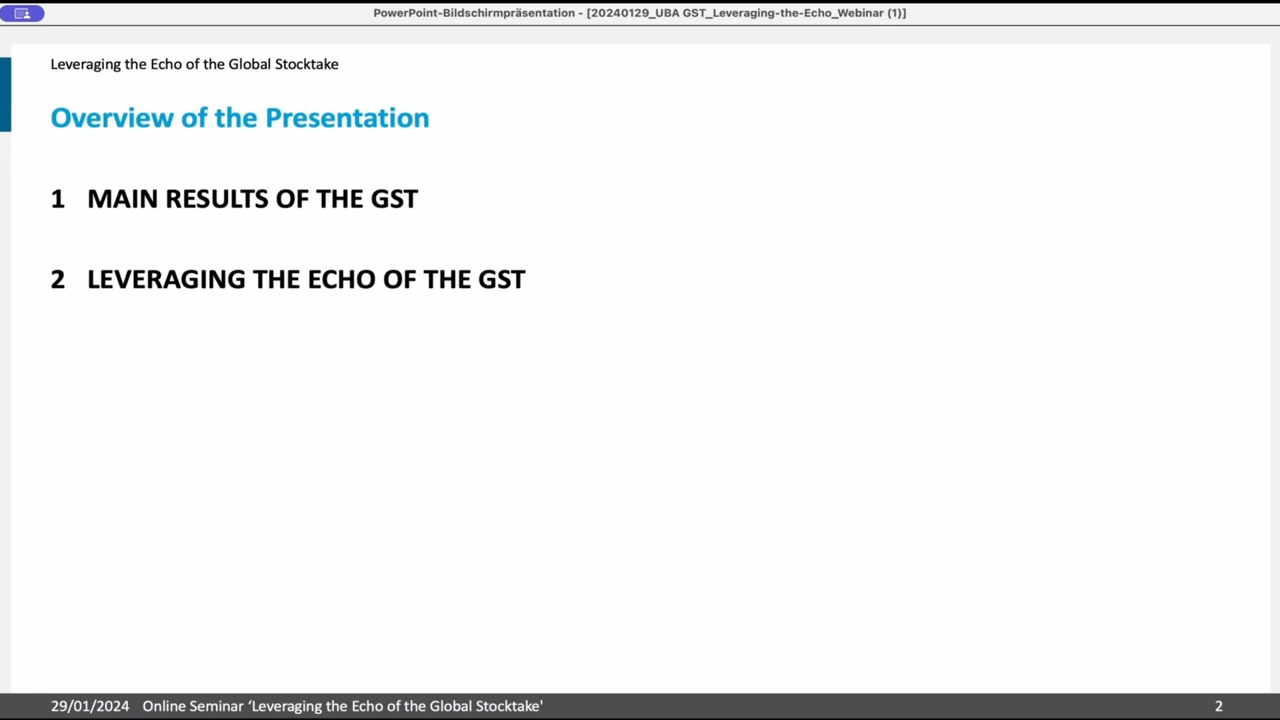 PowerPoint-Bildschirmpräsentation - [20240129_UBA GST_Leveraging-the-Echo_Webinar (1)]
Leveraging the Echo of the Global Stocktake
Overview of the Presentation
1 MAIN RESULTS OF THE GST
2 LEVERAGING THE ECHO OF THE GST
29/01/2024 Online Seminar ‘Leveraging the Echo of the Global Stocktake' 2